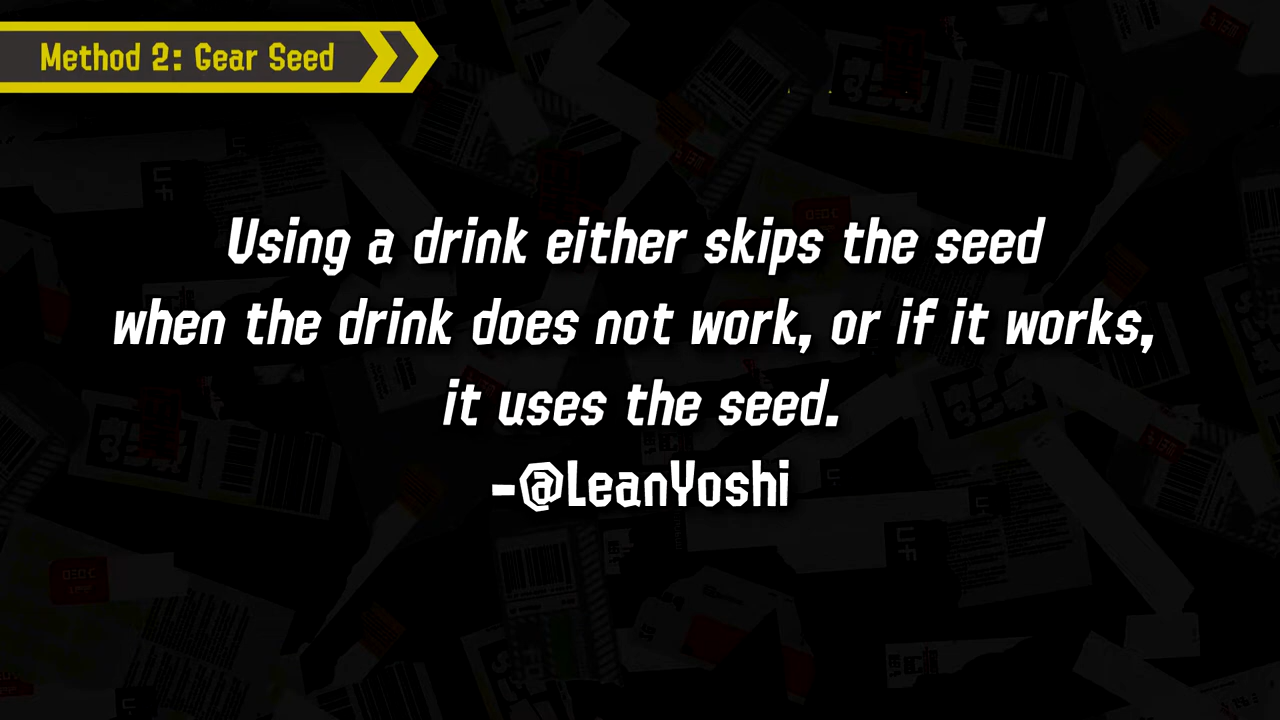 Method 2: Gear Seed
Using a drink either skips the seed
when the drink does not work, or if it works,
it uses the seed.
-@LeanYoshi